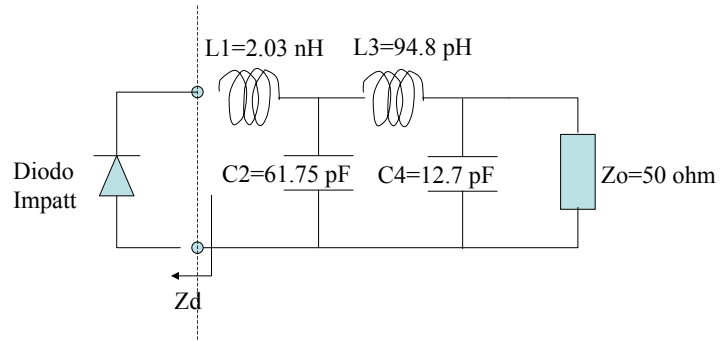 L1=2.03 nH
L3=94.8 pH
Diodo
Impatt
C2=61.75 pF
C4=12.7 pF
Zo=50 ohm
Zd